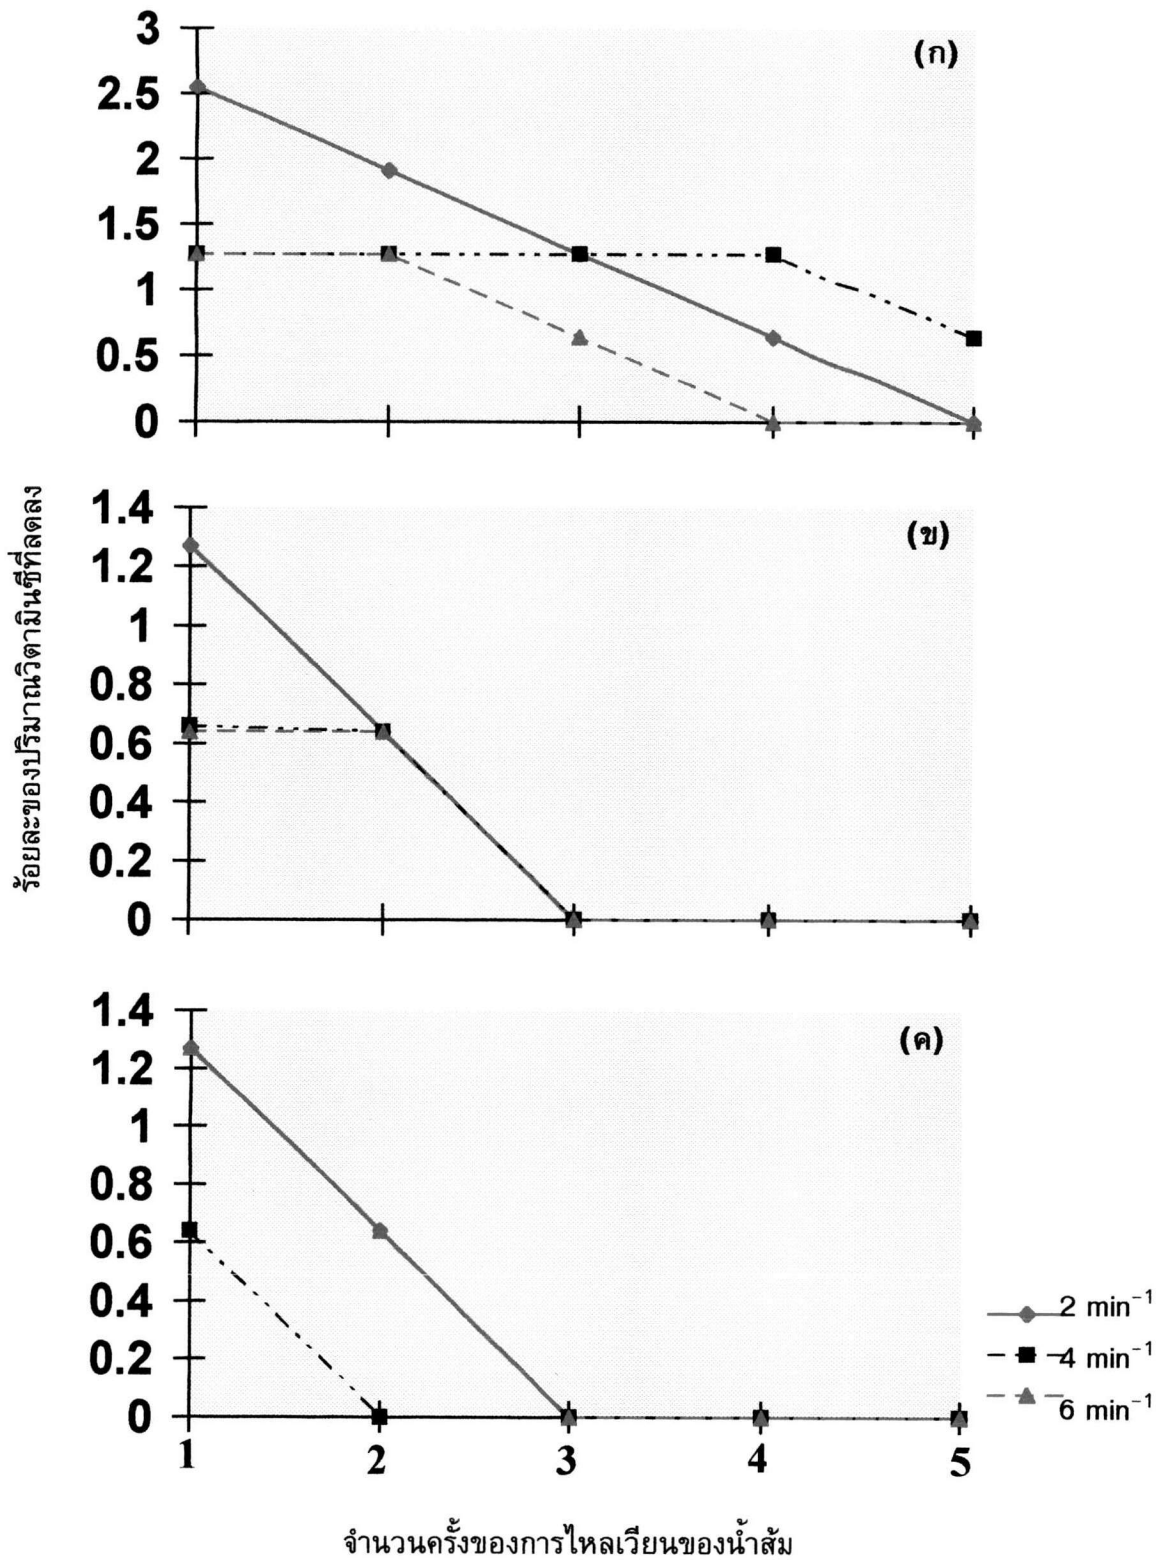 3
(ก)
2.5
2
1.5
1
0.5
0
ร้อยละของปริมาณวิตามินซีที่ลดลง
1.4
(ข)
1.2
1
0.8
0.6
0.4
0.2
0
1.4
(ค)
1.2
1
0.8
0.6
0.4
0.2
0
2 min⁻¹
4 min⁻¹
6 min⁻¹
1 2 3 4 5
จำนวนครั้งของการไหลเวียนของน้ำส้ม